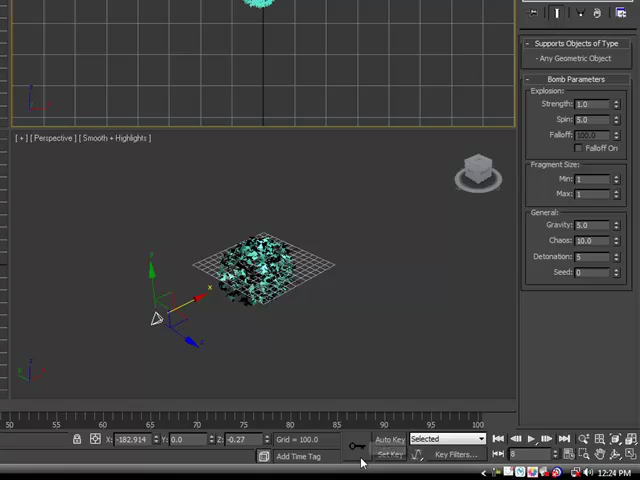 Supports Objects of Type
- Any Geometric Object
Bomb Parameters
Explosion:
Strength: 1.0
Spin: 5.0
Falloff: 100.0
Falloff On
Fragment Size:
Min: 1
Max: 1
General:
Gravity: 5.0
Chaos: 10.0
Detonation: 5
Seed: 0
[ + ] [ Perspective ] [ Smooth + Highlights ]
x
z
50 55 60 65 70 75 80 85 90 95 100
X: -182.914 Y: 0.0 Z: -0.27 Grid = 100.0 Auto Key Selected
Add Time Tag Set Key Key Filters... 8
12:24 PM